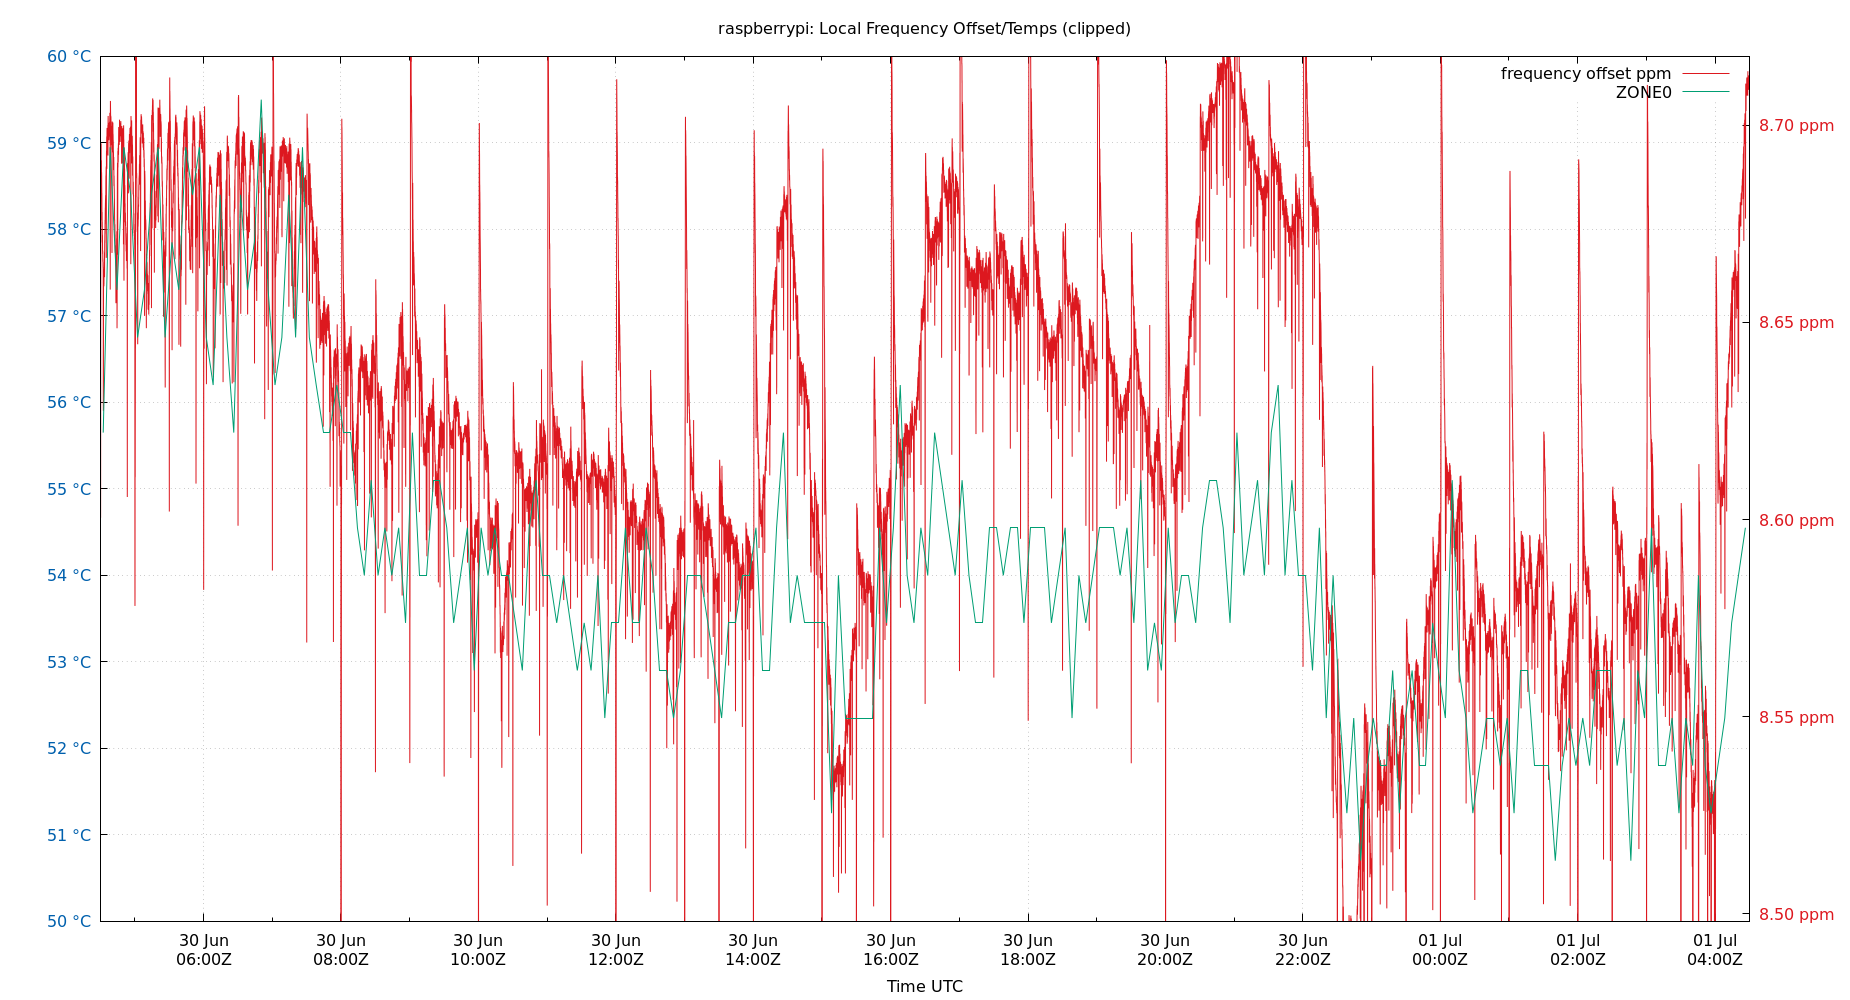 raspberrypi: Local Frequency Offset/Temps (clipped)
60 °C
59 °C
58 °C
57 °C
56 °C
55 °C
54 °C
53 °C
52 °C
51 °C
50 °C
frequency offset ppm
ZONE0
8.70 ppm
8.65 ppm
8.60 ppm
8.55 ppm
8.50 ppm
30 Jun
06:00Z
30 Jun
08:00Z
30 Jun
10:00Z
30 Jun
12:00Z
30 Jun
14:00Z
30 Jun
16:00Z
30 Jun
18:00Z
30 Jun
20:00Z
30 Jun
22:00Z
01 Jul
00:00Z
01 Jul
02:00Z
01 Jul
04:00Z
Time UTC